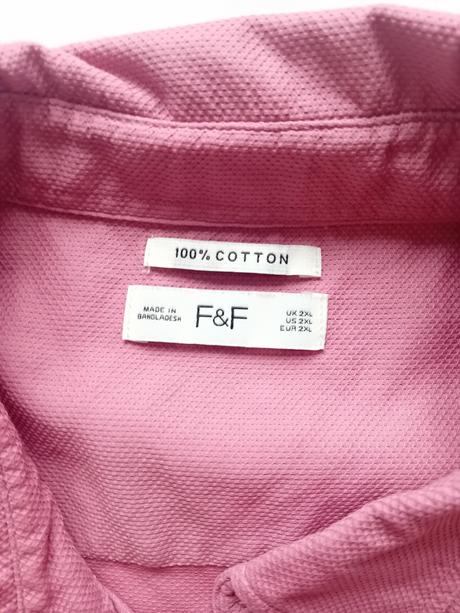 100% COTTON
MADE IN
BANGLADESH
F&F
UK 2XL
US 2XL
EUR 2XL